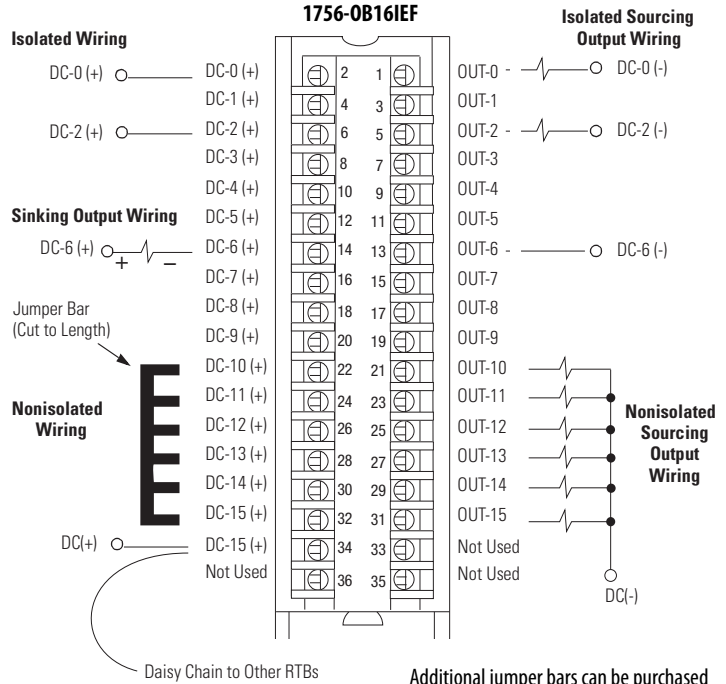 1756-OB16IEF
Isolated Wiring
Isolated Sourcing
Output Wiring
DC-0 (+) DC-0 (+) 2 1 OUT-0 DC-0 (-)
DC-1 (+) 4 3 OUT-1
DC-2 (+) DC-2 (+) 6 5 OUT-2 DC-2 (-)
DC-3 (+) 8 7 OUT-3
DC-4 (+) 10 9 OUT-4
Sinking Output Wiring
DC-5 (+) 12 11 OUT-5
DC-6 (+) + – DC-6 (+) 14 13 OUT-6 DC-6 (-)
DC-7 (+) 16 15 OUT-7
Jumper Bar
(Cut to Length)
DC-8 (+) 18 17 OUT-8
DC-9 (+) 20 19 OUT-9
DC-10 (+) 22 21 OUT-10
DC-11 (+) 24 23 OUT-11
Nonisolated
Wiring
DC-12 (+) 26 25 OUT-12
DC-13 (+) 28 27 OUT-13
DC-14 (+) 30 29 OUT-14
DC-15 (+) 32 31 OUT-15
Nonisolated
Sourcing
Output
Wiring
DC(+) DC-15 (+) 34 33 Not Used
Not Used 36 35 Not Used
DC(-)
Daisy Chain to Other RTBs
Additional jumper bars can be purchased